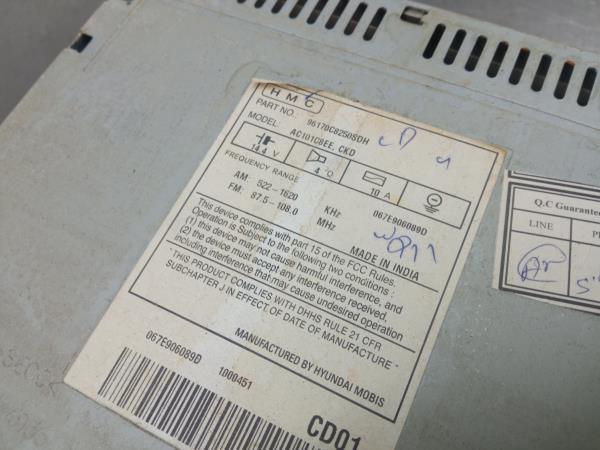 HMC
PART NO.: 96170C8250SDH
MODEL: AC101C8EE, CKD
14.4 V
4 Ω
10 A
FREQUENCY RANGE
AM: 522-1620 KHz
FM: 87.5-108.0 MHz
067E906089D
MADE IN INDIA
This device complies with part 15 of the FCC Rules.
Operation is Subject to the following two conditions :
(1) this device may not cause harmful interference, and
(2) the device must accept any interference received,
including interference that may cause undesired operation
THIS PRODUCT COMPLIES WITH DHHS RULE 21 CFR
SUBCHAPTER J IN EFFECT OF DATE OF MANUFACTURE -
MANUFACTURED BY HYUNDAI MOBIS
067E906089D 1000451
CD01
Q.C Guarante
LINE